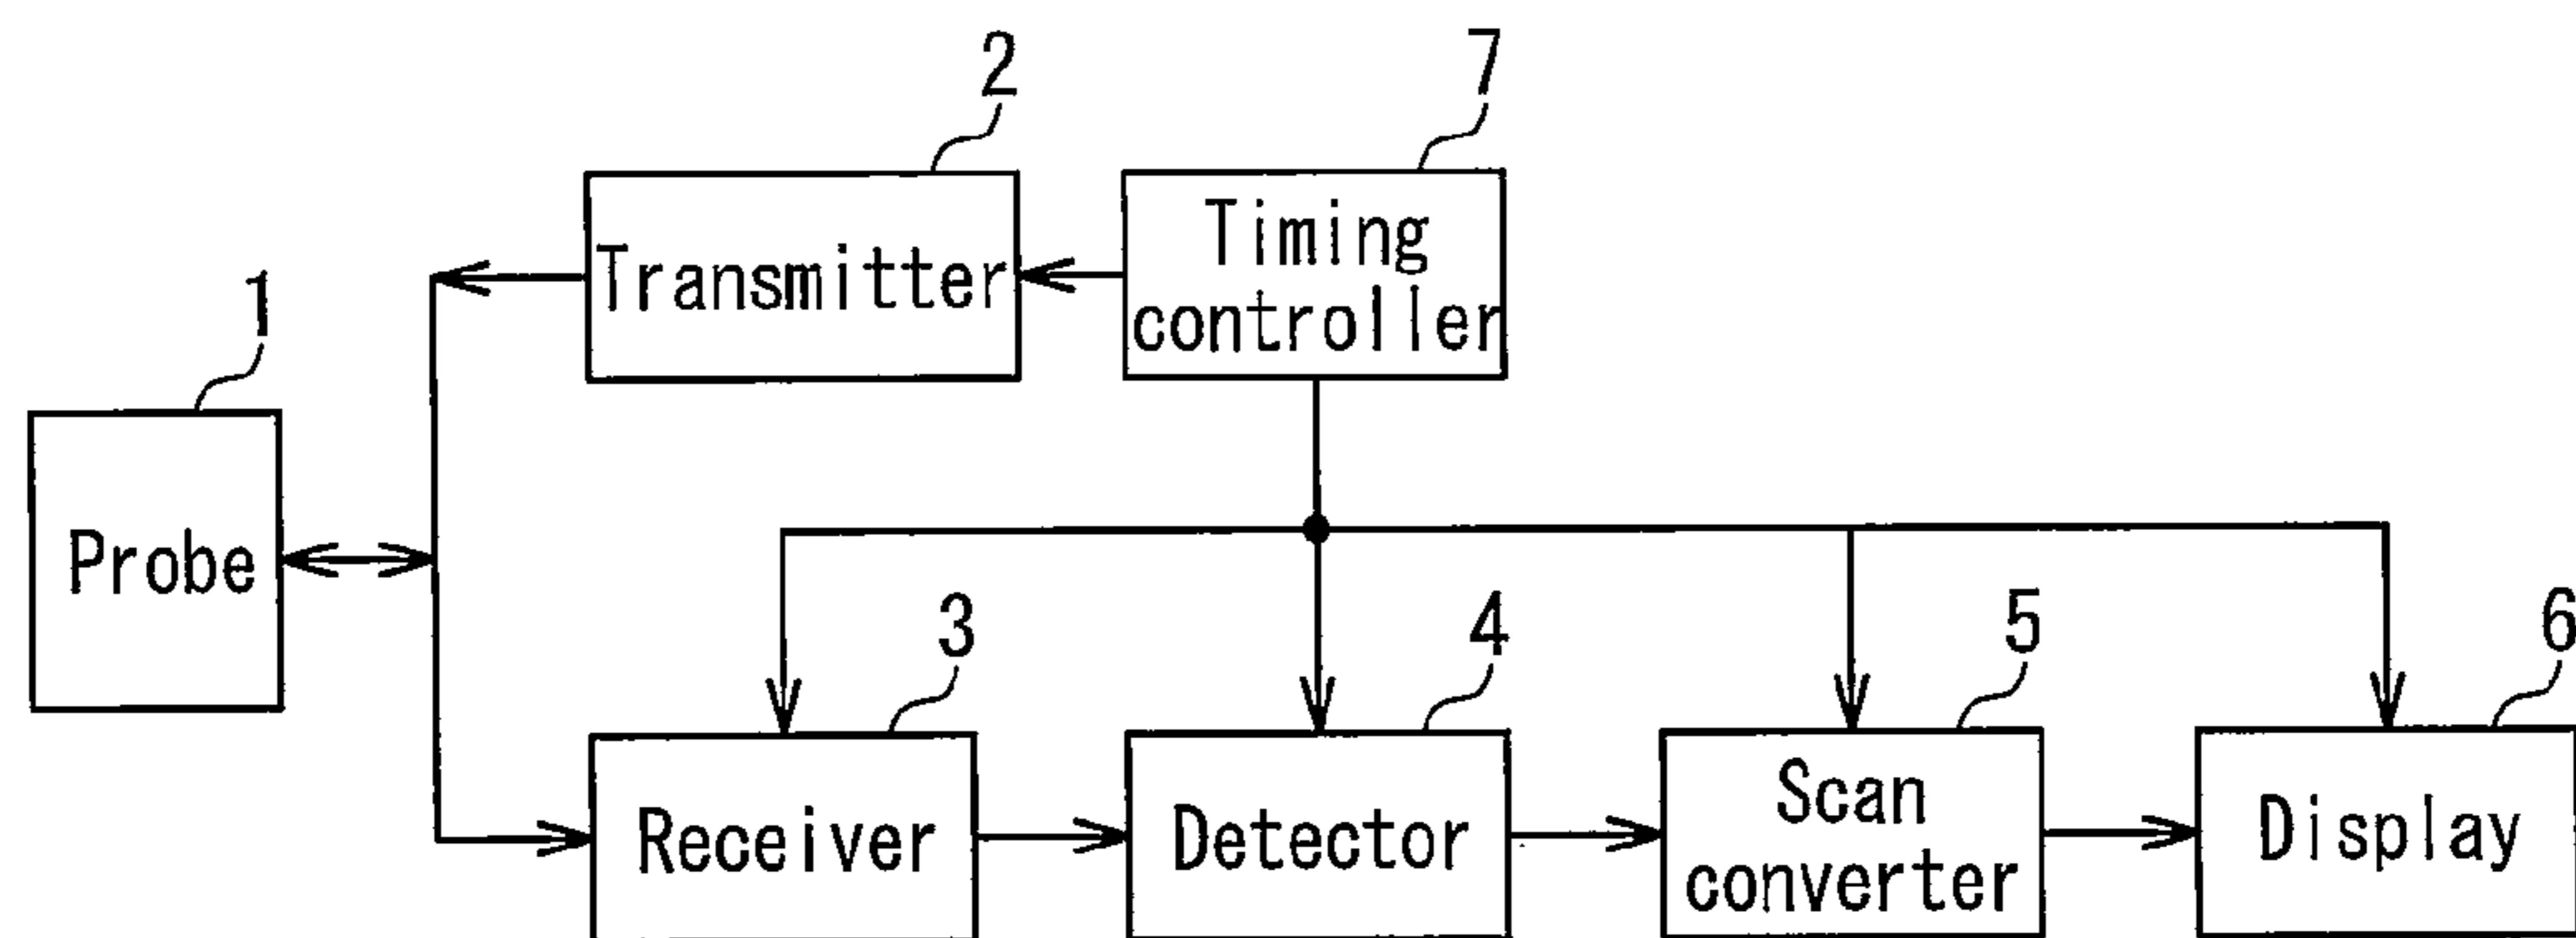 2
7
Transmitter
Timing
controller
1
Probe
3
4
5
6
Receiver
Detector
Scan
converter
Display